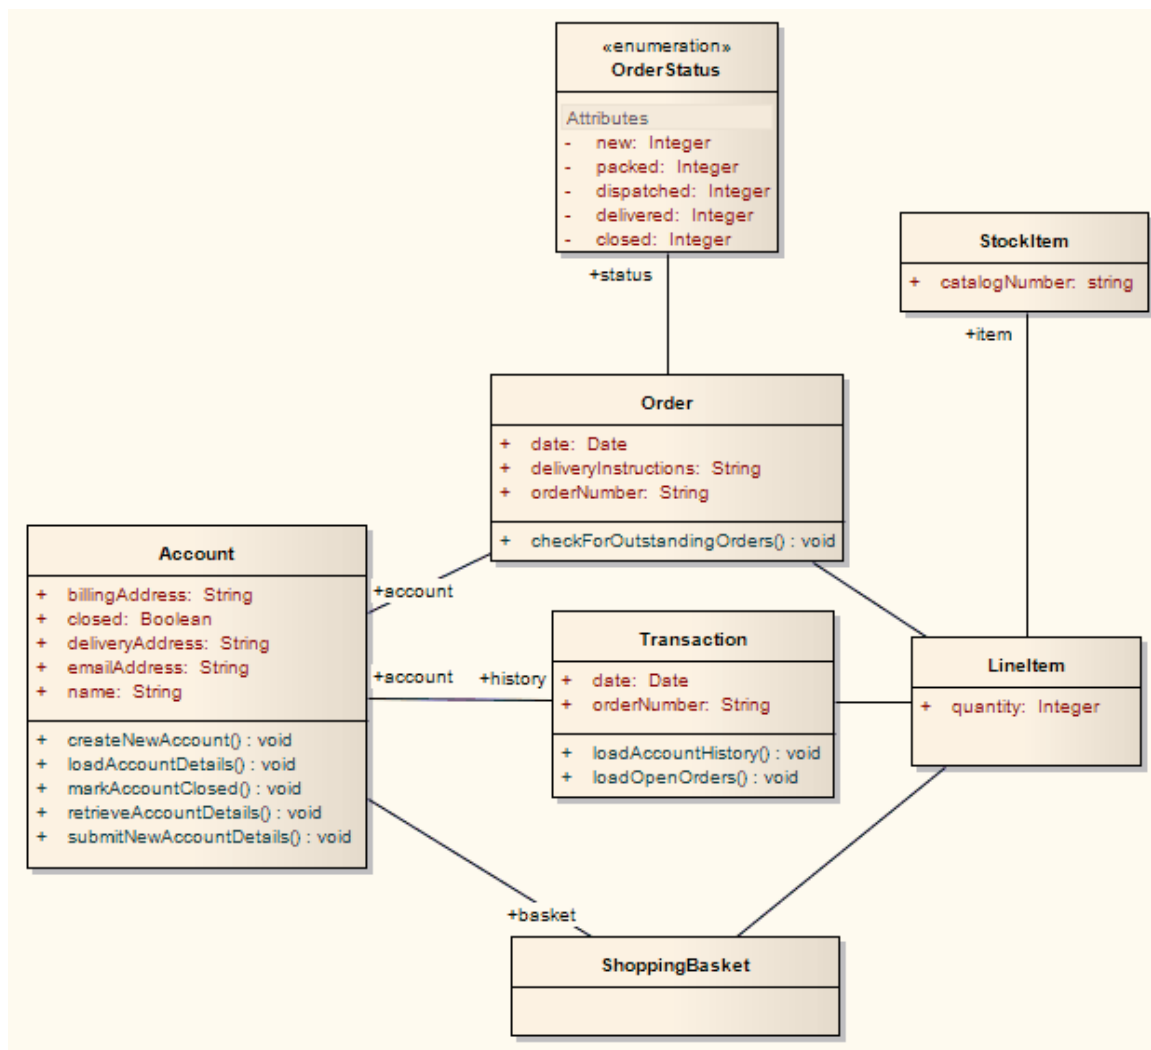 «enumeration»
OrderStatus
Attributes
- new: Integer
- packed: Integer
- dispatched: Integer
- delivered: Integer
- closed: Integer
+status
StockItem
+ catalogNumber: string
+item
Order
+ date: Date
+ deliveryInstructions: String
+ orderNumber: String
+ checkForOutstandingOrders() : void
Account
+ billingAddress: String
+ closed: Boolean
+ deliveryAddress: String
+ emailAddress: String
+ name: String
+ createNewAccount() : void
+ loadAccountDetails() : void
+ markAccountClosed() : void
+ retrieveAccountDetails() : void
+ submitNewAccountDetails() : void
+account
+account
+history
Transaction
+ date: Date
+ orderNumber: String
+ loadAccountHistory() : void
+ loadOpenOrders() : void
LineItem
+ quantity: Integer
+basket
ShoppingBasket